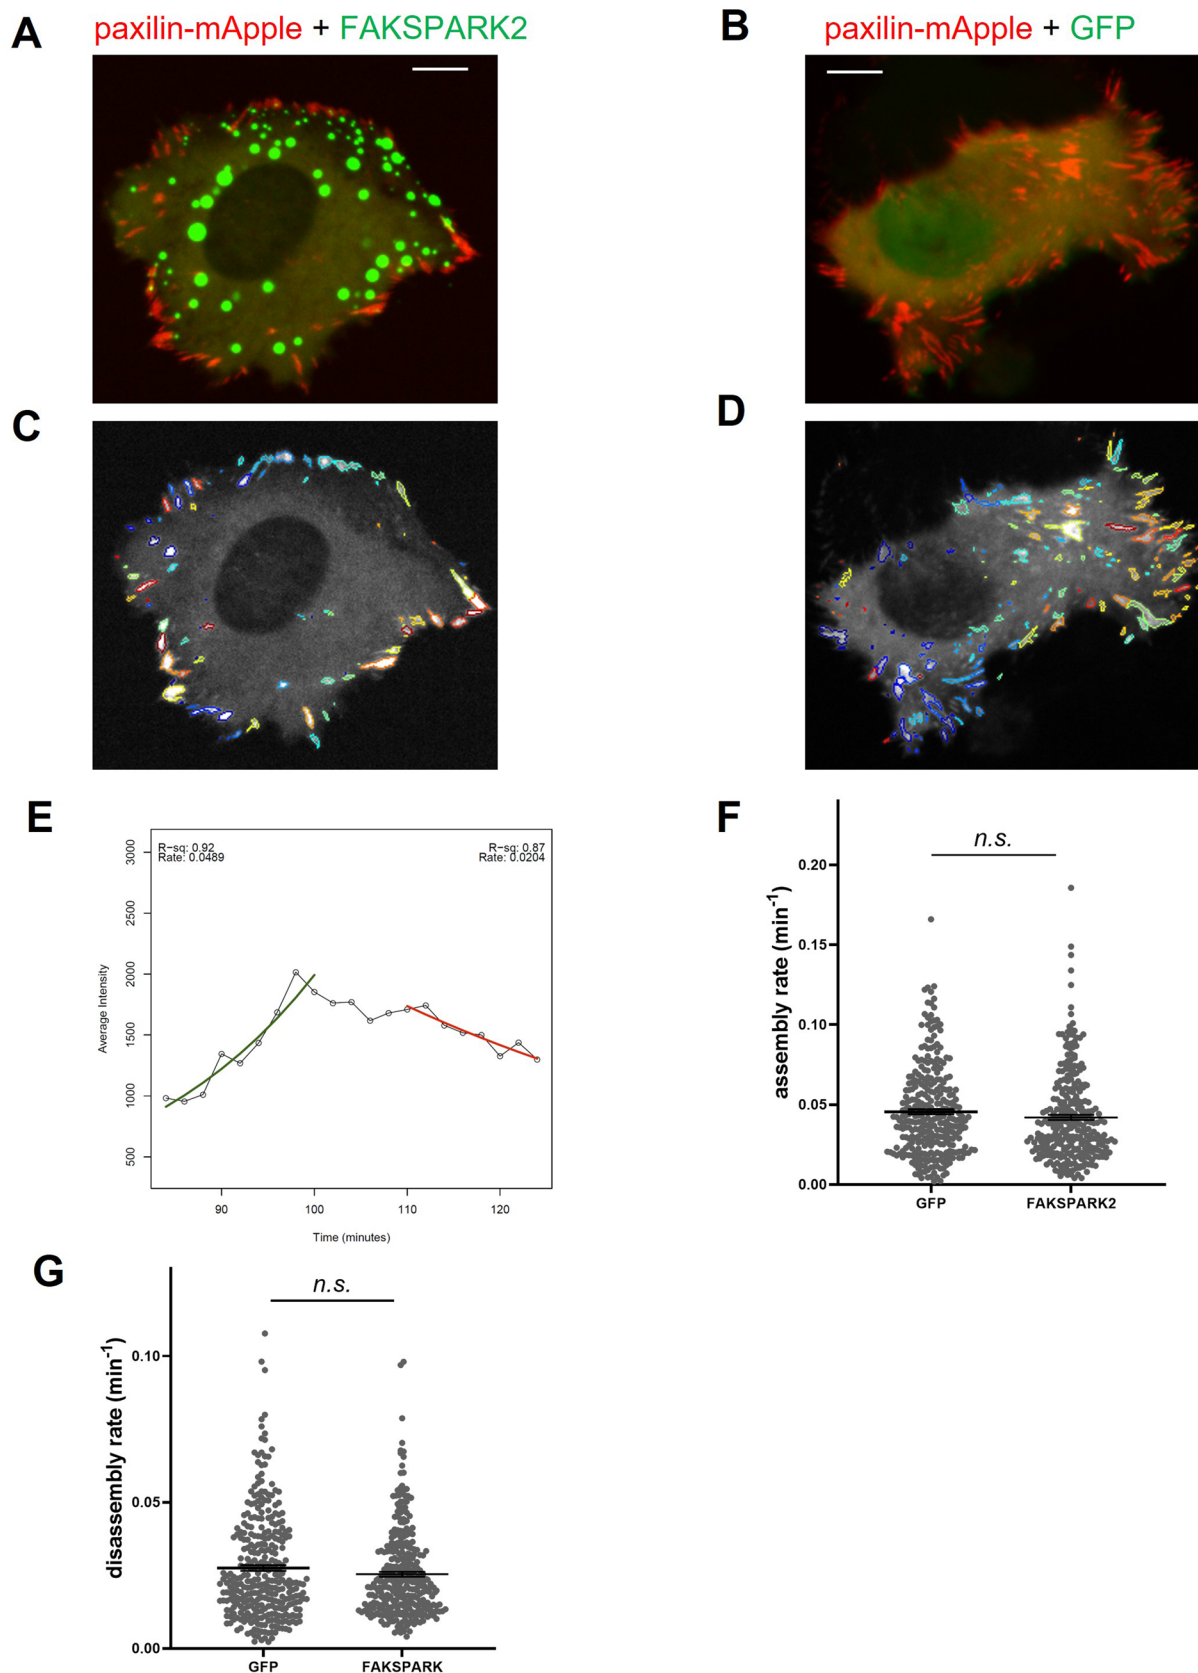 A
paxilin-mApple + FAKSPARK2
B
paxilin-mApple + GFP
C
D
E
R-sq: 0.92
Rate: 0.0489
R-sq: 0.87
Rate: 0.0204
3000
2500
2000
1500
1000
500
Average Intensity
90 100 110 120
Time (minutes)
F
n.s.
0.20
0.15
0.10
0.05
0.00
assembly rate (min-1)
GFP FAKSPARK2
G
n.s.
0.10
0.05
0.00
disassembly rate (min-1)
GFP FAKSPARK